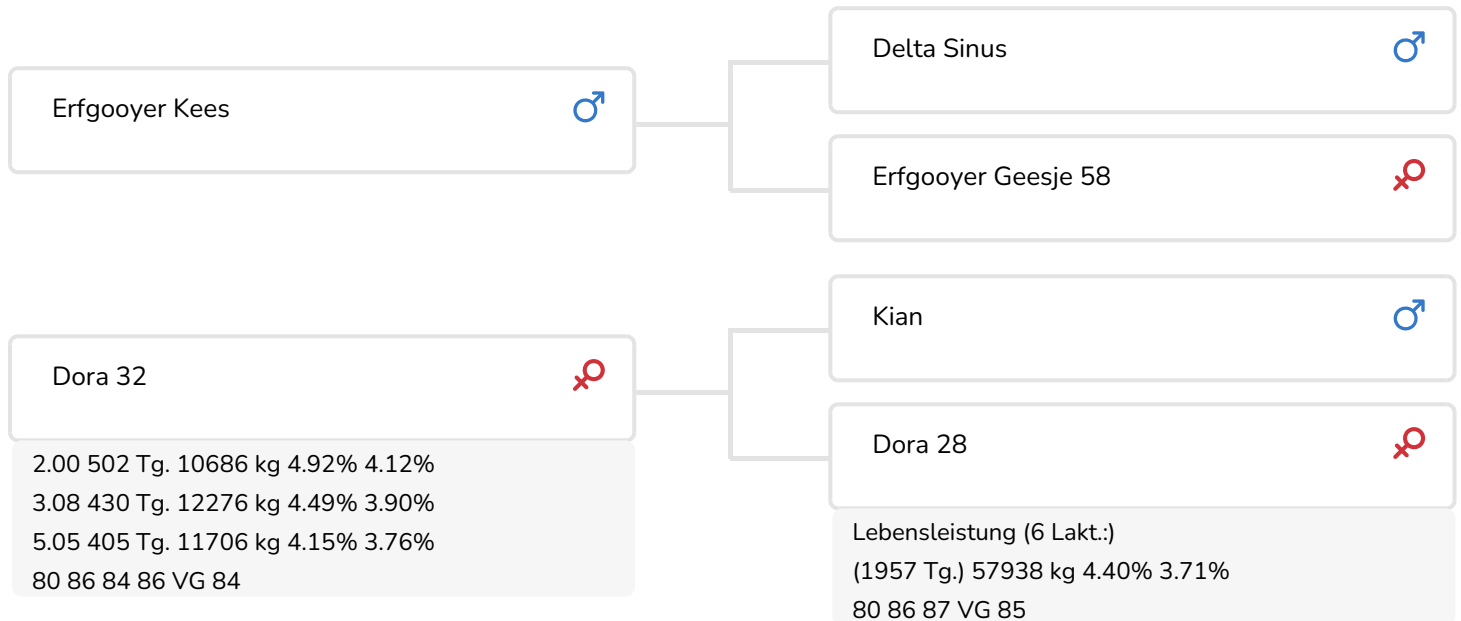 Erfgooyer Kees
Delta Sinus
Erfgooyer Geesje 58
Dora 32
2.00 502 Tg. 10686 kg 4.92% 4.12%
3.08 430 Tg. 12276 kg 4.49% 3.90%
5.05 405 Tg. 11706 kg 4.15% 3.76%
80 86 84 86 VG 84
Kian
Dora 28
Lebensleistung (6 Lakt.:)
(1957 Tg.) 57938 kg 4.40% 3.71%
80 86 87 VG 85